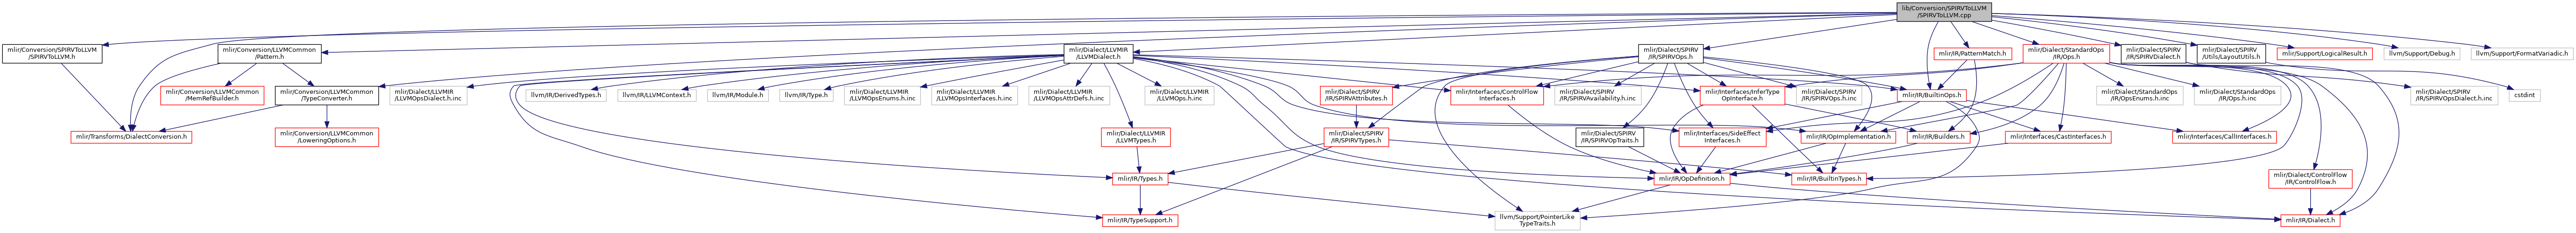 lib/Conversion/SPIRVToLLVM
/SPIRVToLLVM.cpp
mlir/Conversion/SPIRVToLLVM
/SPIRVToLLVM.h
mlir/Conversion/LLVMCommon
/Pattern.h
mlir/Dialect/LLVMIR
/LLVMDialect.h
mlir/Dialect/SPIRV
/IR/SPIRVOps.h
mlir/IR/PatternMatch.h
mlir/Dialect/StandardOps
/IR/Ops.h
mlir/Dialect/SPIRV
/IR/SPIRVDialect.h
mlir/Dialect/SPIRV
/Utils/LayoutUtils.h
mlir/Support/LogicalResult.h
llvm/Support/Debug.h
llvm/Support/FormatVariadic.h
mlir/Conversion/LLVMCommon
/MemRefBuilder.h
mlir/Conversion/LLVMCommon
/TypeConverter.h
mlir/Dialect/LLVMIR
/LLVMOpsDialect.h.inc
llvm/IR/DerivedTypes.h
llvm/IR/LLVMContext.h
llvm/IR/Module.h
llvm/IR/Type.h
mlir/Dialect/LLVMIR
/LLVMOpsEnums.h.inc
mlir/Dialect/LLVMIR
/LLVMOpsInterfaces.h.inc
mlir/Dialect/LLVMIR
/LLVMOpsAttrDefs.h.inc
mlir/Dialect/LLVMIR
/LLVMOps.h.inc
mlir/Dialect/SPIRV
/IR/SPIRVAttributes.h
mlir/Interfaces/ControlFlow
Interfaces.h
mlir/Dialect/SPIRV
/IR/SPIRVAvailability.h.inc
mlir/Interfaces/InferType
OpInterface.h
mlir/Dialect/SPIRV
/IR/SPIRVOps.h.inc
mlir/IR/BuiltinOps.h
mlir/Dialect/StandardOps
/IR/OpsEnums.h.inc
mlir/Dialect/StandardOps
/IR/Ops.h.inc
mlir/Dialect/SPIRV
/IR/SPIRVOpsDialect.h.inc
cstdint
mlir/Transforms/DialectConversion.h
mlir/Conversion/LLVMCommon
/LoweringOptions.h
mlir/Dialect/LLVMIR
/LLVMTypes.h
mlir/Dialect/SPIRV
/IR/SPIRVTypes.h
mlir/Dialect/SPIRV
/IR/SPIRVOpTraits.h
mlir/Interfaces/SideEffect
Interfaces.h
mlir/IR/OpImplementation.h
mlir/IR/Builders.h
mlir/Interfaces/CastInterfaces.h
mlir/Interfaces/CallInterfaces.h
mlir/IR/Types.h
mlir/IR/OpDefinition.h
mlir/IR/BuiltinTypes.h
mlir/Dialect/ControlFlow
/IR/ControlFlow.h
mlir/IR/TypeSupport.h
llvm/Support/PointerLike
TypeTraits.h
mlir/IR/Dialect.h